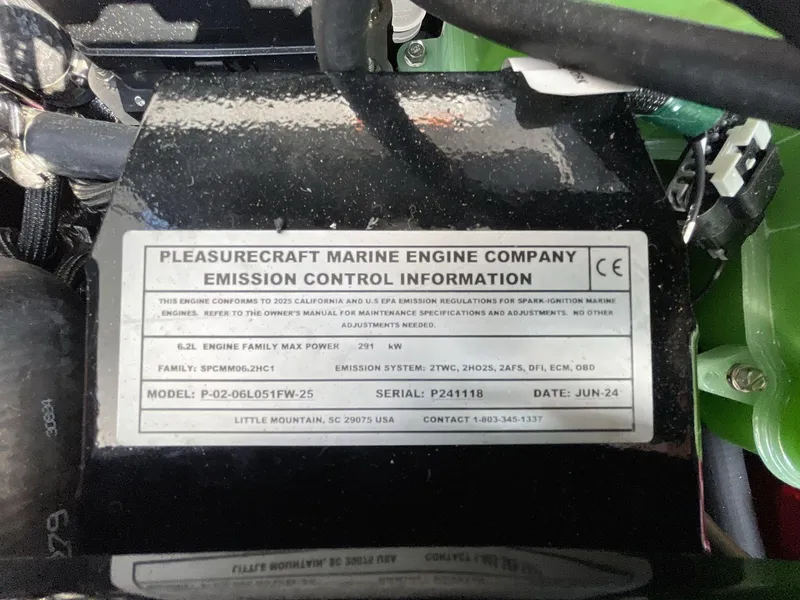 PLEASURECRAFT MARINE ENGINE COMPANY
EMISSION CONTROL INFORMATION
CE
THIS ENGINE CONFORMS TO 2025 CALIFORNIA AND U.S EPA EMISSION REGULATIONS FOR SPARK-IGNITION MARINE
ENGINES. REFER TO THE OWNER'S MANUAL FOR MAINTENANCE SPECIFICATIONS AND ADJUSTMENTS. NO OTHER
ADJUSTMENTS NEEDED.
6.2L ENGINE FAMILY MAX POWER 291 kW
FAMILY: SPCMM06.2HC1 EMISSION SYSTEM: 2TWC, 2HO2S, 2AFS, DFI, ECM, OBD
MODEL: P-02-06L051FW-25 SERIAL: P241118 DATE: JUN-24
LITTLE MOUNTAIN, SC 29075 USA CONTACT 1-803-345-1337
30894